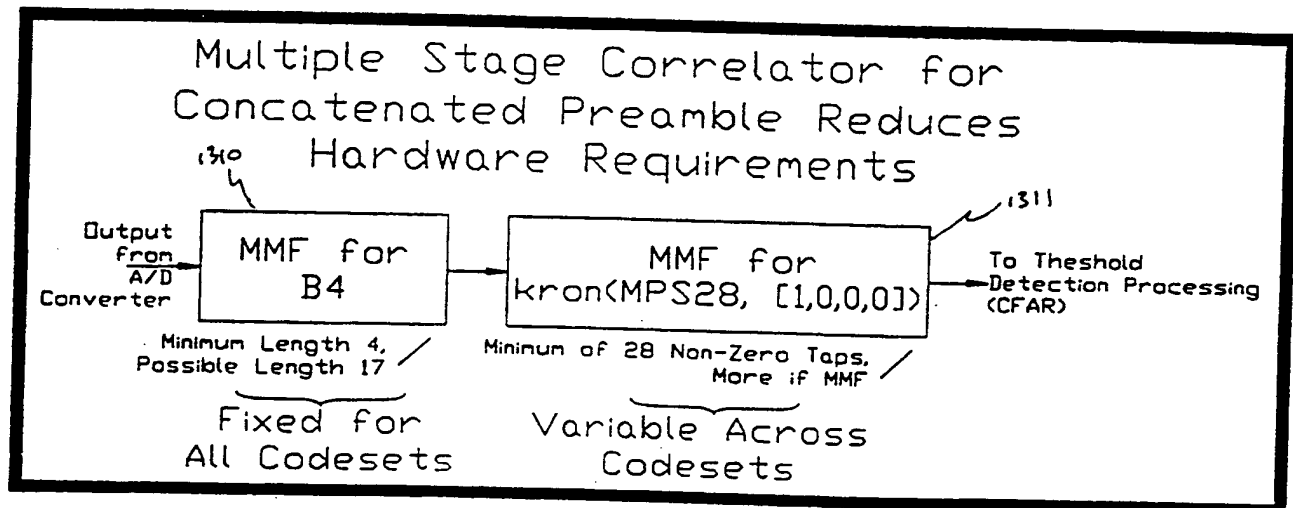 Multiple Stage Correlator for
Concatenated Preamble Reduces
Hardware Requirements
1310
1311
Output
from
A/D
Converter
MMF for
B4
MMF for
kron(MPS28, [1,0,0,0])
To Theshold
Detection Processing
(CFAR)
Minimum Length 4,
Possible Length 17
Minimum of 28 Non-Zero Taps,
More if MMF
Fixed for
All Codesets
Variable Across
Codesets